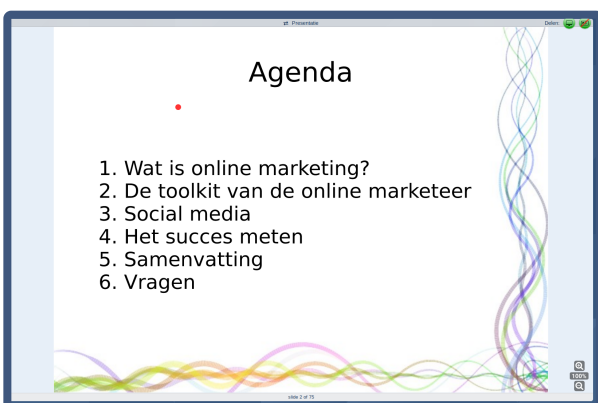 ⇄ Presentatie
Delen:
Agenda
1. Wat is online marketing?
2. De toolkit van de online marketeer
3. Social media
4. Het succes meten
5. Samenvatting
6. Vragen
100%
slide 2 of 75